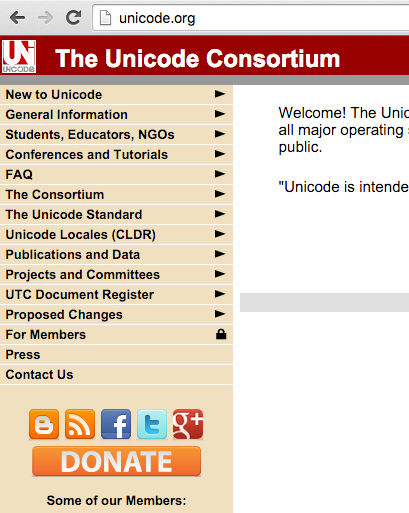 unicode.org
UNICODE
The Unicode Consortium
New to Unicode
General Information
Students, Educators, NGOs
Conferences and Tutorials
FAQ
The Consortium
The Unicode Standard
Unicode Locales (CLDR)
Publications and Data
Projects and Committees
UTC Document Register
Proposed Changes
For Members
Press
Contact Us
Welcome! The Unic
all major operating s
public.
"Unicode is intende
g+
DONATE
Some of our Members: